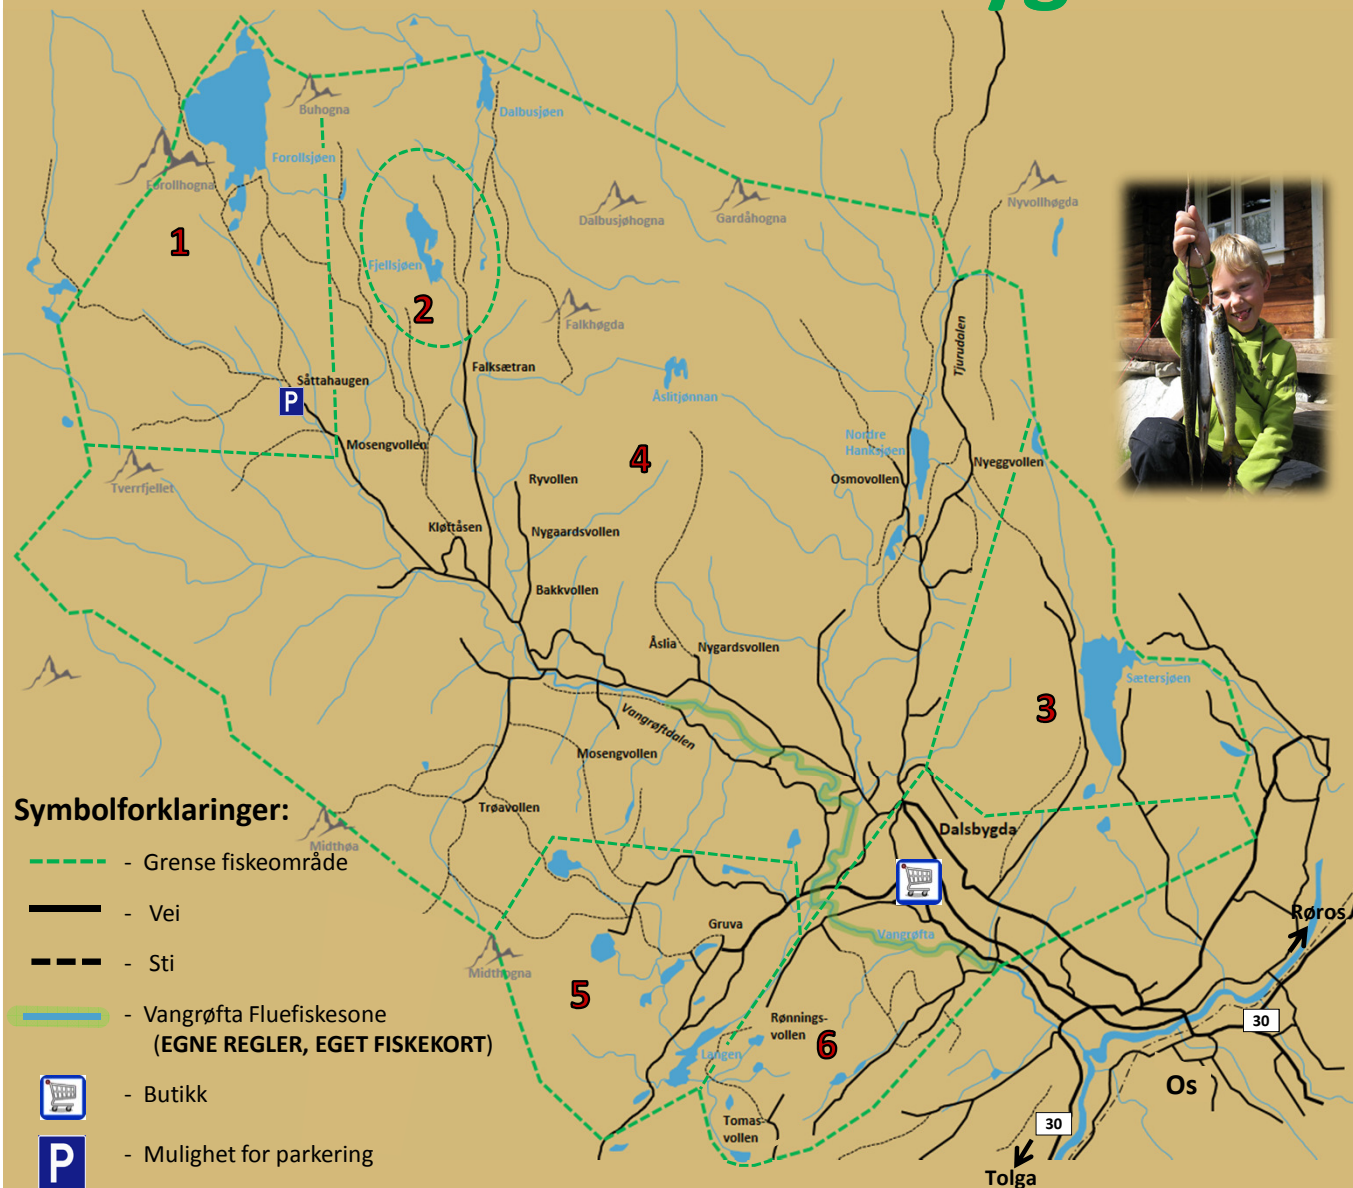 Buhogna
Dalbusjøen
Forollsjøen
Forollhogna
Dalbusjøhogna
Gardåhogna
Nyvollhøgda
1
Fjellsjøen
2
Falkhøgda
Tjurudalen
Falksætran
Såttahaugen
P
Åslitjønnan
Mosengvollen
Nordre
Hanksjøen
4
Nyeggvollen
Tverrfjellet
Ryvollen
Osmovollen
Kløftåsen
Nygaardsvollen
Bakkvollen
Åslia
Nygardsvollen
Sætersjøen
3
Vangrøftdalen
Mosengvollen
Trøavollen
Midthøa
Dalsbygda
Gruva
Vangrøfta
Røros
Midthogna
5
Rønnings-
vollen
6
30
Langen
Os
Tomas-
vollen
30
Tolga
Symbolforklaringer:
- Grense fiskeområde
- Vei
- Sti
- Vangrøfta Fluefiskesone
(EGNE REGLER, EGET FISKEKORT)
- Butikk
P - Mulighet for parkering